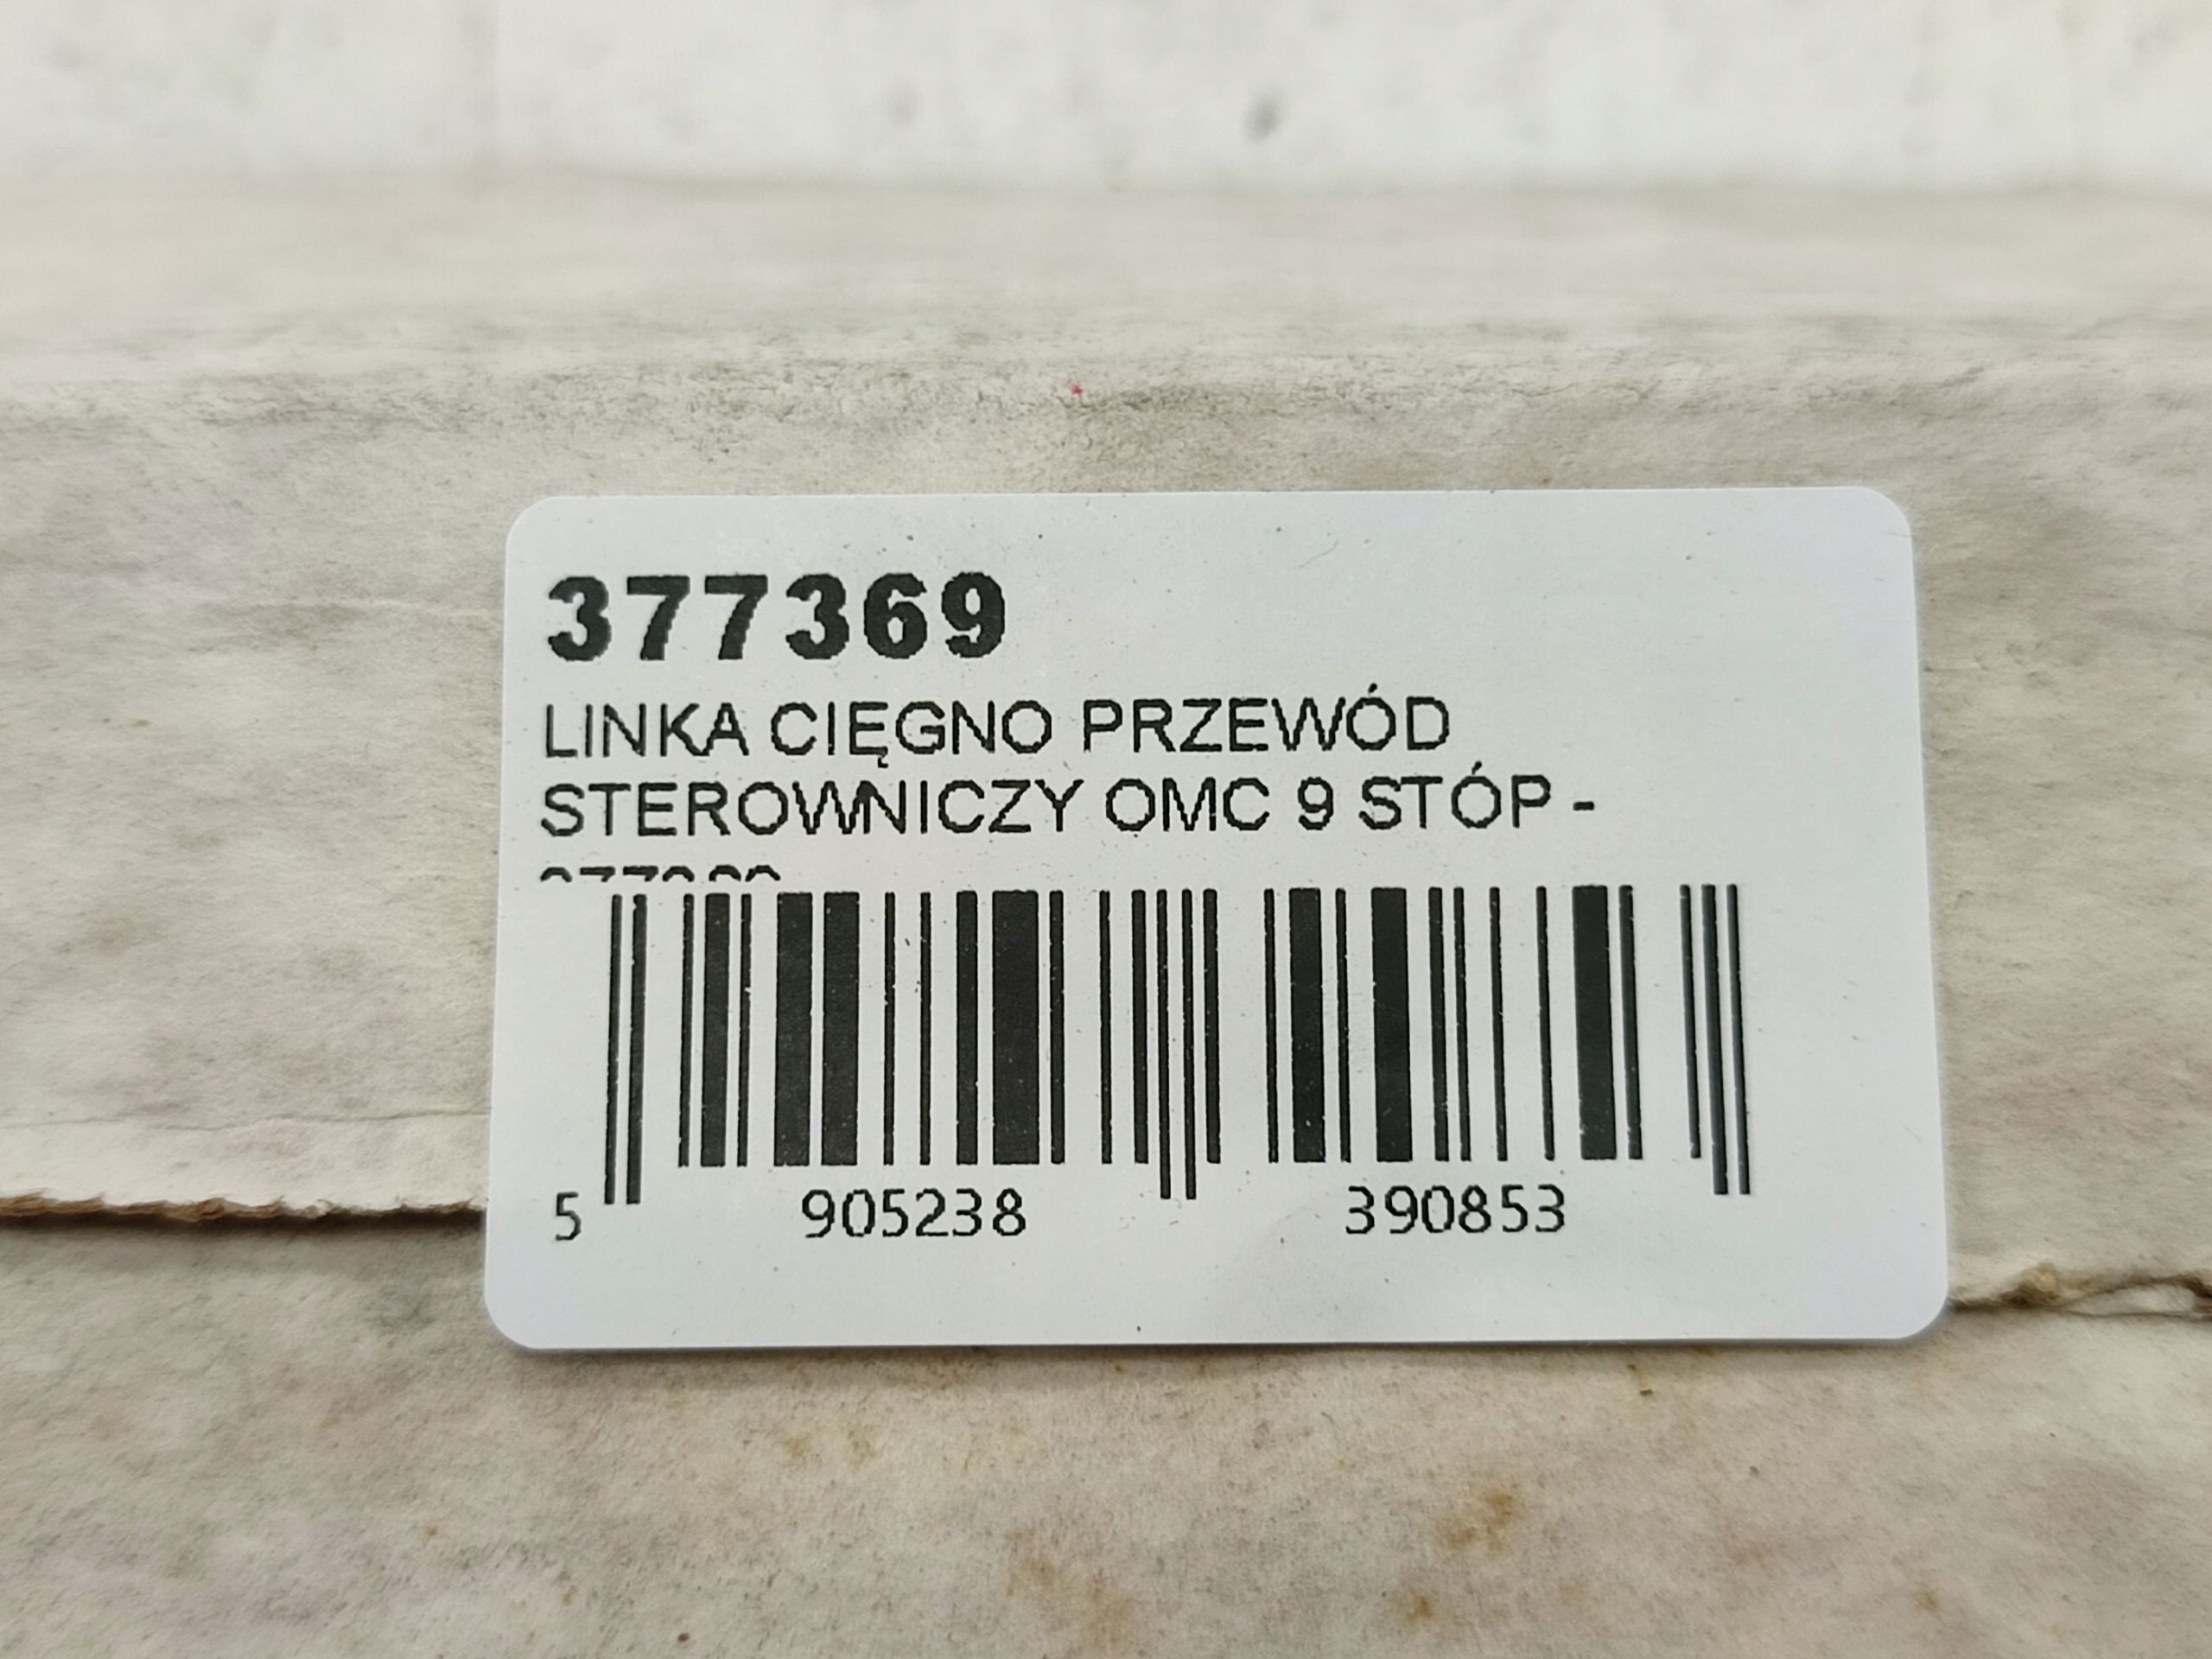 377369
LINKA CIĘGNO PRZEWÓD
STEROWNICZY OMC 9 STÓP -
5 905238 390853